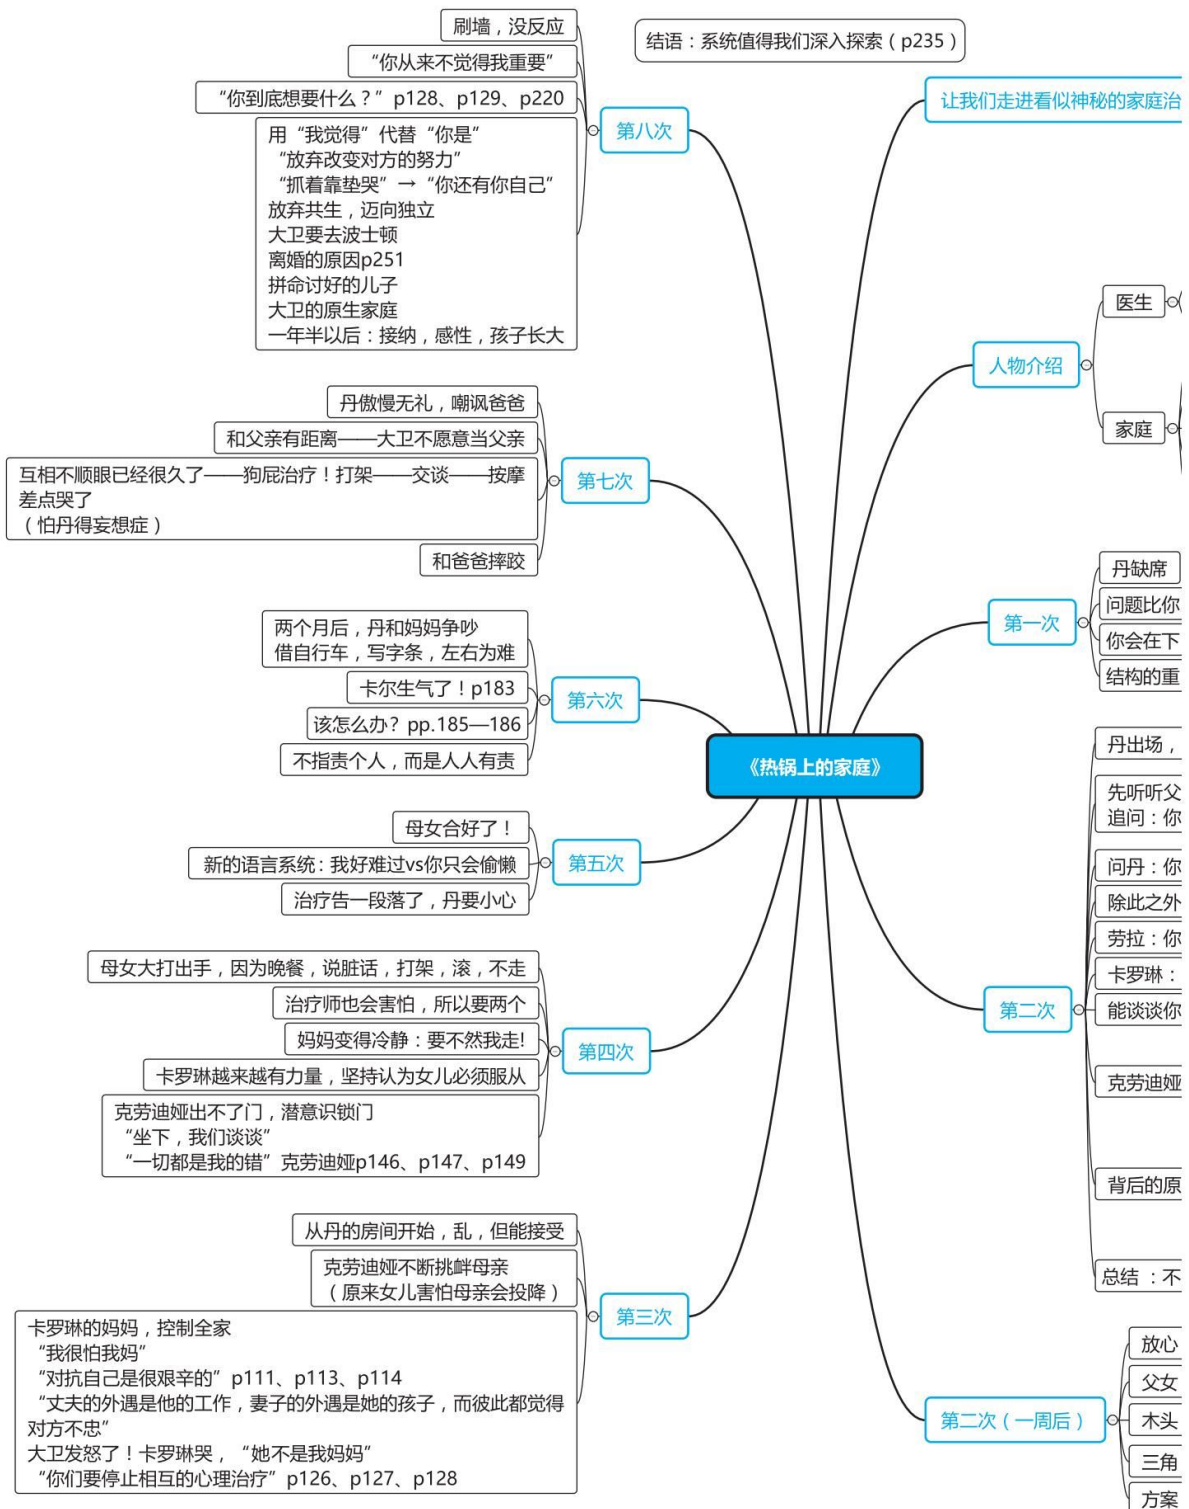 结语：系统值得我们深入探索（p235）
让我们走进看似神秘的家庭治
人物介绍
医生
家庭
第一次
丹缺席
问题比你
你会在下
结构的重
第二次
丹出场，
先听听父
追问：你
问丹：你
除此之外
劳拉：你
卡罗琳：
能谈谈你
克劳迪娅
背后的原
总结 ：不
第二次（一周后）
放心
父女
木头
三角
方案
《热锅上的家庭》
第八次
刷墙，没反应
“你从来不觉得我重要”
“你到底想要什么？”p128、p129、p220
用“我觉得”代替“你是”
“放弃改变对方的努力”
“抓着靠垫哭”→“你还有你自己”
放弃共生，迈向独立
大卫要去波士顿
离婚的原因p251
拼命讨好的儿子
大卫的原生家庭
一年半以后：接纳，感性，孩子长大
第七次
丹傲慢无礼，嘲讽爸爸
和父亲有距离——大卫不愿意当父亲
互相不顺眼已经很久了——狗屁治疗！打架——交谈——按摩
差点哭了
（怕丹得妄想症）
和爸爸摔跤
第六次
两个月后，丹和妈妈争吵
借自行车，写字条，左右为难
卡尔生气了！p183
该怎么办？pp.185—186
不指责个人，而是人人有责
第五次
母女合好了！
新的语言系统：我好难过vs你只会偷懒
治疗告一段落了，丹要小心
第四次
母女大打出手，因为晚餐，说脏话，打架，滚，不走
治疗师也会害怕，所以要两个
妈妈变得冷静：要不然我走!
卡罗琳越来越有力量，坚持认为女儿必须服从
克劳迪娅出不了门，潜意识锁门
“坐下，我们谈谈”
“一切都是我的错”克劳迪娅p146、p147、p149
第三次
从丹的房间开始，乱，但能接受
克劳迪娅不断挑衅母亲
（原来女儿害怕母亲会投降）
卡罗琳的妈妈，控制全家
“我很怕我妈”
“对抗自己是很艰辛的”p111、p113、p114
“丈夫的外遇是他的工作，妻子的外遇是她的孩子，而彼此都觉得
对方不忠”
大卫发怒了！卡罗琳哭，“她不是我妈妈”
“你们要停止相互的心理治疗”p126、p127、p128